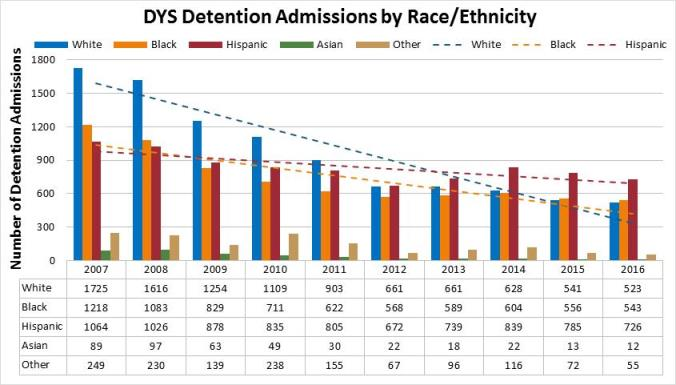 DYS Detention Admissions by Race/Ethnicity
White Black Hispanic Asian Other White Black Hispanic
Number of Detention Admissions
1800
1500
1200
900
600
300
0
2007 2008 2009 2010 2011 2012 2013 2014 2015 2016
White 1725 1616 1254 1109 903 661 661 628 541 523
Black 1218 1083 829 711 622 568 589 604 556 543
Hispanic 1064 1026 878 835 805 672 739 839 785 726
Asian 89 97 63 49 30 22 18 22 13 12
Other 249 230 139 238 155 67 96 116 72 55